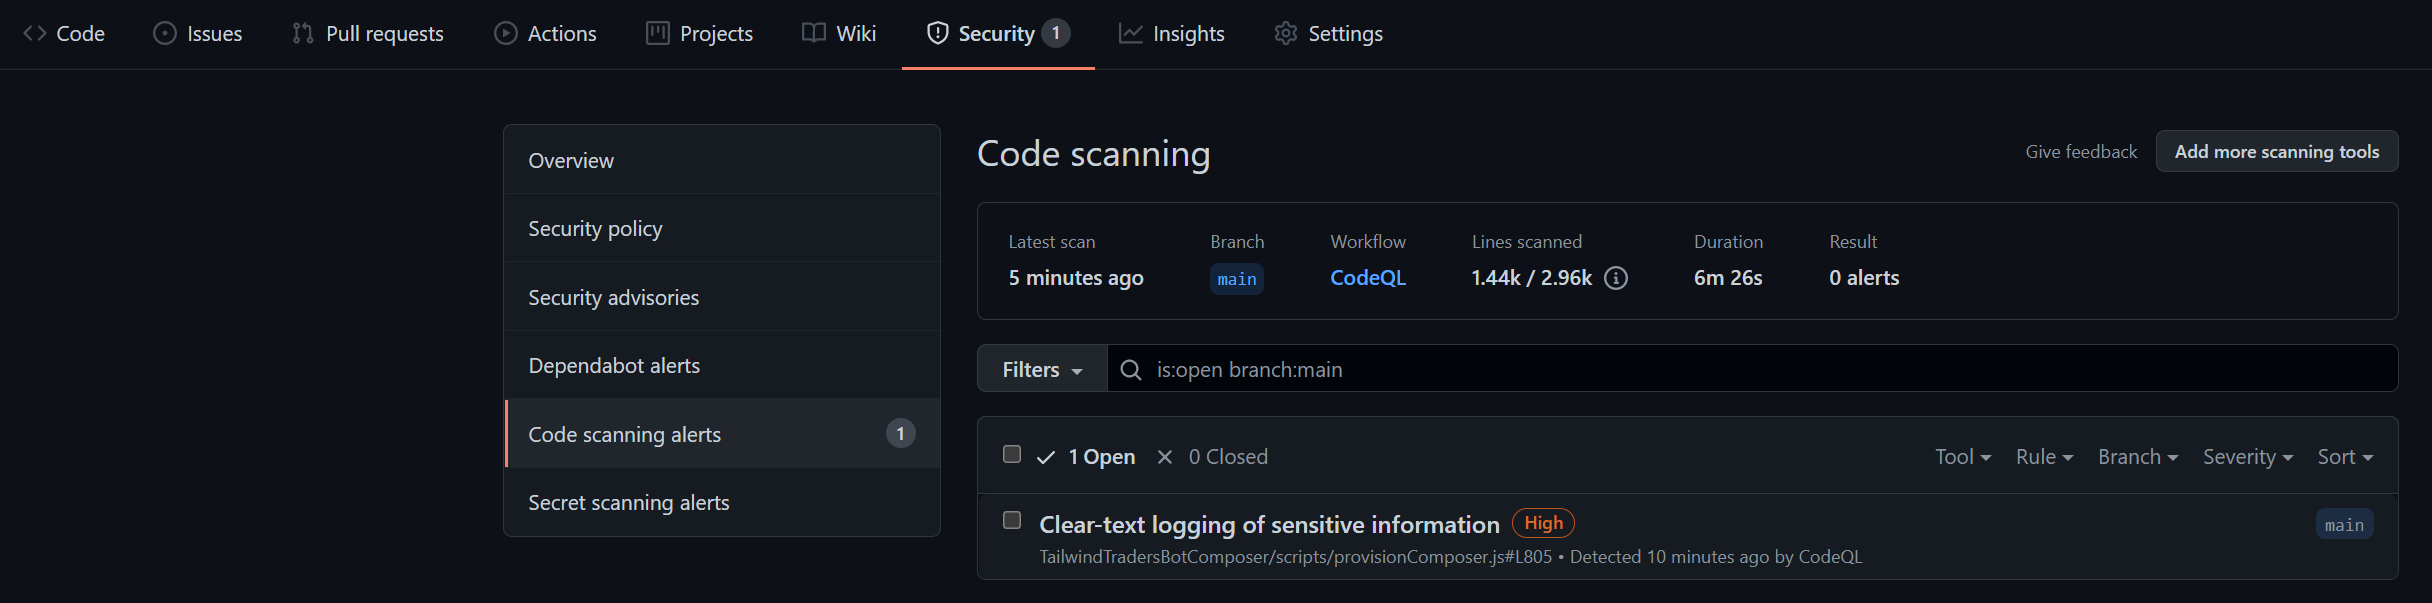 Code Issues Pull requests Actions Projects Wiki Security 1 Insights Settings
Overview
Security policy
Security advisories
Dependabot alerts
Code scanning alerts 1
Secret scanning alerts
Code scanning Give feedback Add more scanning tools
Latest scan Branch Workflow Lines scanned Duration Result
5 minutes ago main CodeQL 1.44k / 2.96k 6m 26s 0 alerts
Filters is:open branch:main
1 Open 0 Closed Tool Rule Branch Severity Sort
Clear-text logging of sensitive information High main
TailwindTradersBotComposer/scripts/provisionComposer.js#L805 • Detected 10 minutes ago by CodeQL